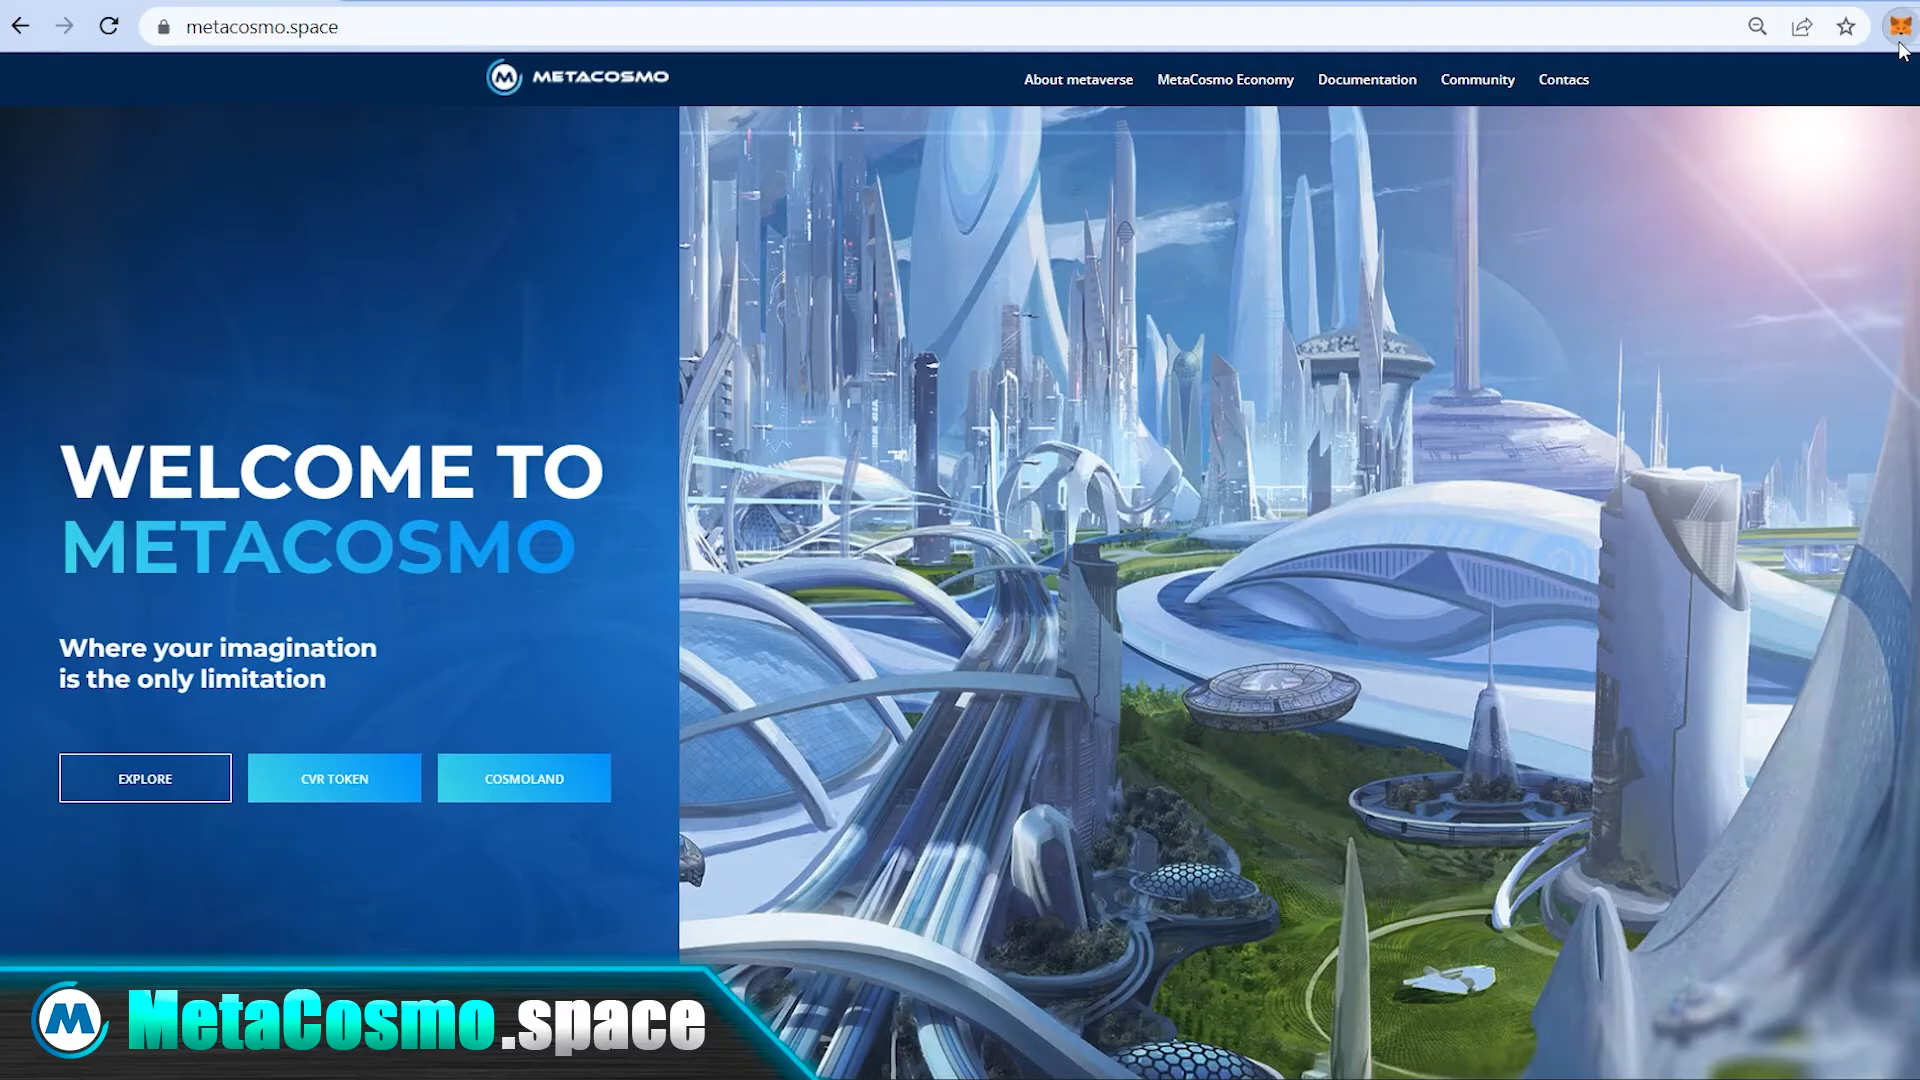 metacosmo.space
METACOSMO
About metaverse
MetaCosmo Economy
Documentation
Community
Contacs
WELCOME TO
METACOSMO
Where your imagination
is the only limitation
EXPLORE
CVR TOKEN
COSMOLAND
MetaCosmo.space